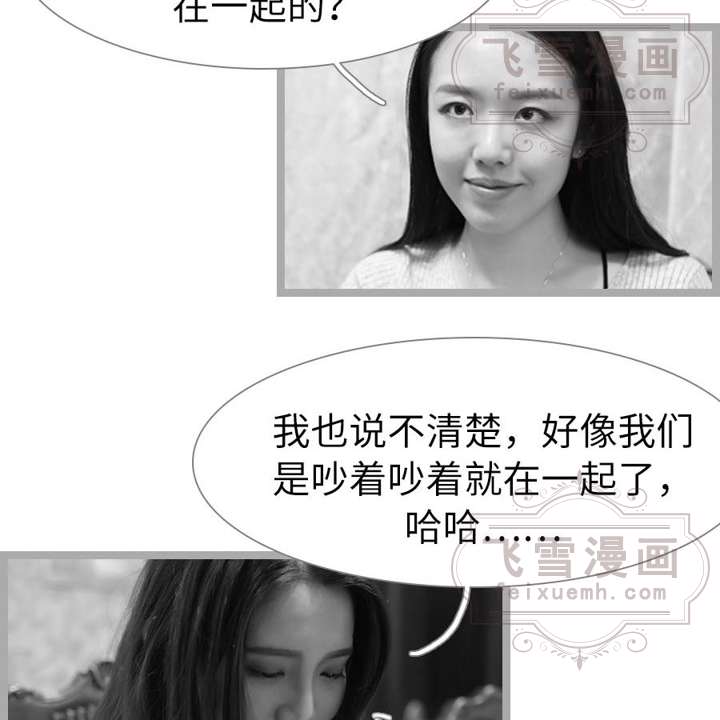 在一起的？
飞雪漫画
feixuemh.com
我也说不清楚，好像我们
是吵着吵着就在一起了，
哈哈……
飞雪漫画
feixuemh.com